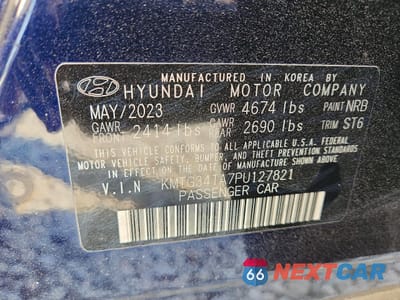 MANUFACTURED IN KOREA BY
HYUNDAI MOTOR COMPANY
MAY/2023 GVWR 4674 lbs PAINT NRB
GAWR FRONT 2414 lbs GAWR REAR 2690 lbs TRIM ST6
THIS VEHICLE CONFORMS TO ALL APPLICABLE U.S.A. FEDERAL
MOTOR VEHICLE SAFETY, BUMPER, AND THEFT PREVENTION
STANDARDS IN EFFECT ON THE DATE OF MANUFACTURE SHOWN ABOVE.
V.I.N KMTG34TA7PU127821
PASSENGER CAR
66 NEXTCAR